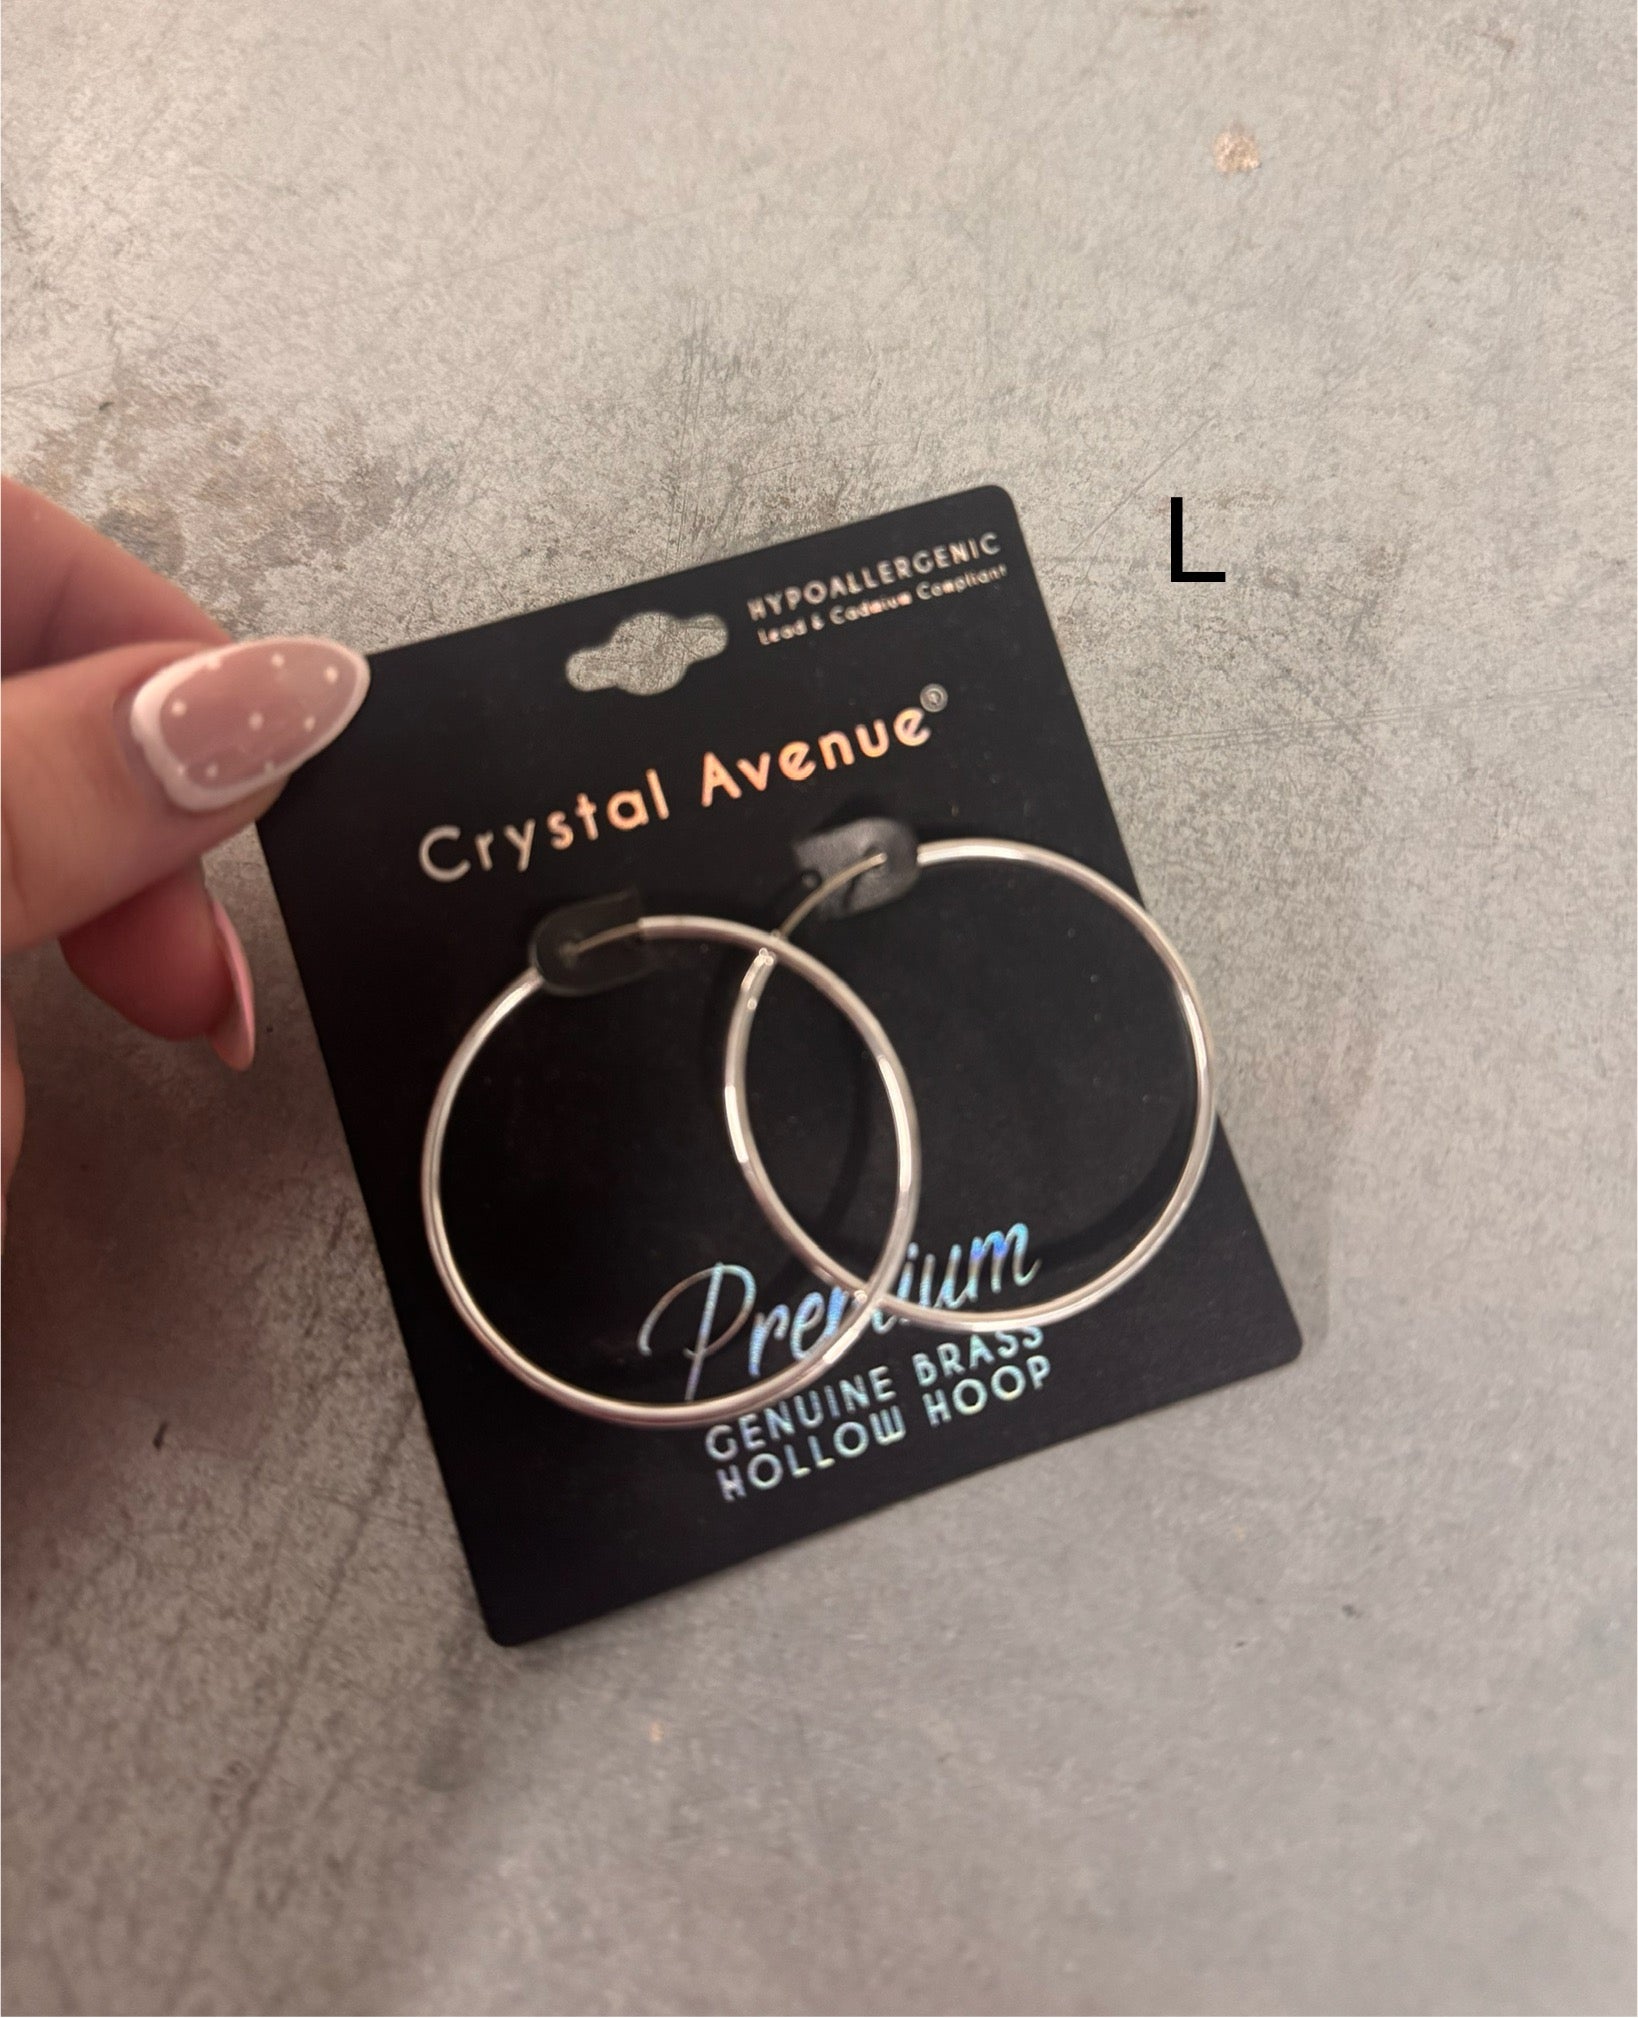 HYPOALLERGENIC
Lead & Cadmium Compliant
L
Crystal Avenue®
Premium
GENUINE BRASS
HOLLOW HOOP